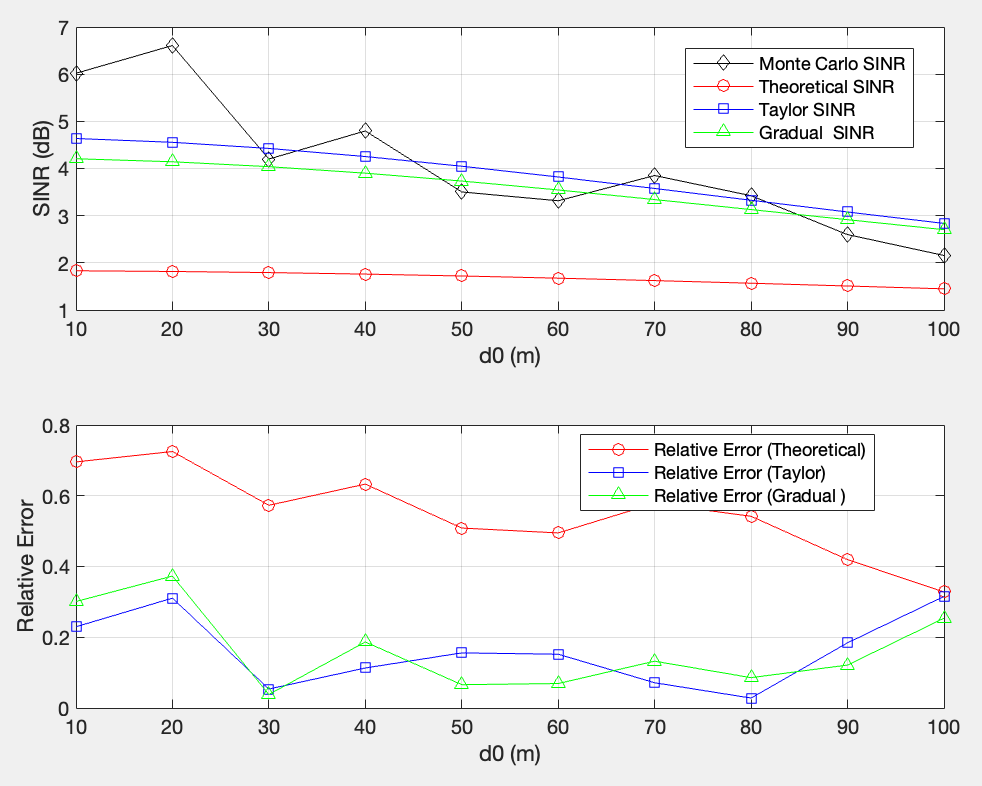 7
6
5
4
3
2
1
SINR (dB)
Monte Carlo SINR
Theoretical SINR
Taylor SINR
Gradual  SINR
10 20 30 40 50 60 70 80 90 100
d0 (m)
0.8
0.6
0.4
0.2
0
Relative Error
Relative Error (Theoretical)
Relative Error (Taylor)
Relative Error (Gradual )
10 20 30 40 50 60 70 80 90 100
d0 (m)